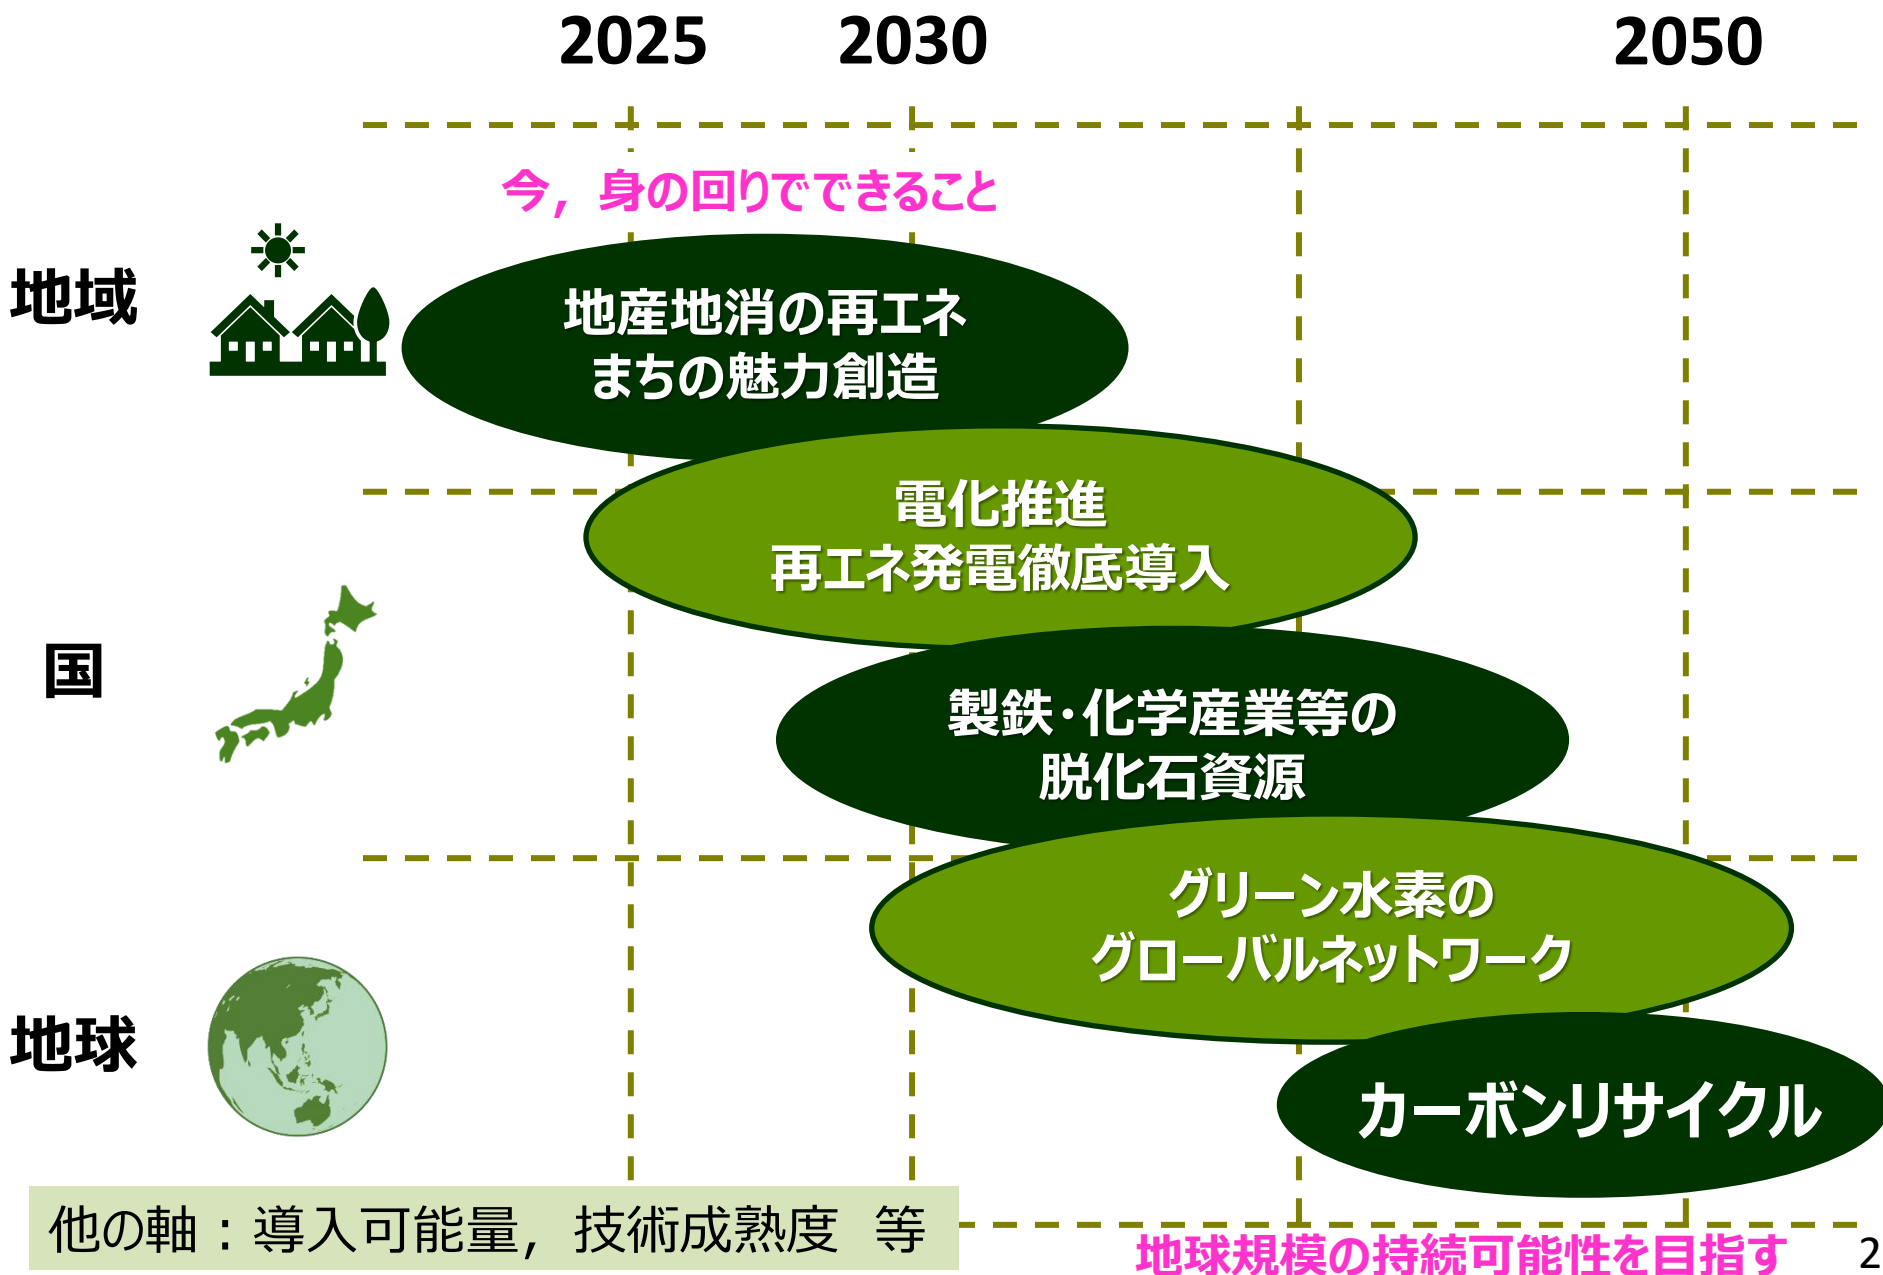 2025 2030 2050
今，身の回りでできること
地域
地産地消の再エネ
まちの魅力創造
電化推進
再エネ発電徹底導入
国
製鉄・化学産業等の
脱化石資源
グリーン水素の
グローバルネットワーク
地球
カーボンリサイクル
他の軸：導入可能量，技術成熟度　等
地球規模の持続可能性を目指す
2